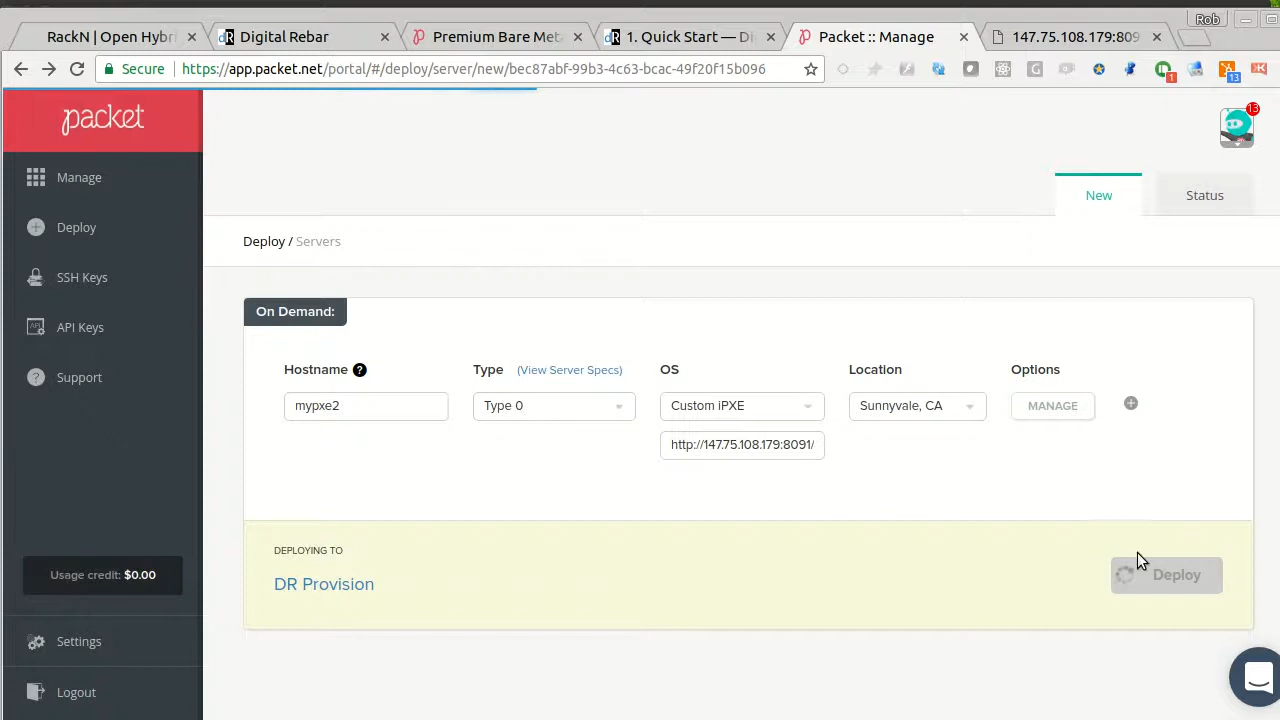 Rob
RackN | Open Hybri
Digital Rebar
Premium Bare Met
1. Quick Start — Di
Packet :: Manage
147.75.108.179:809
Secure
https://app.packet.net/portal/#/deploy/server/new/bec87abf-99b3-4c63-bcac-49f20f15b096
1
13
packet
13
Manage
Deploy
SSH Keys
API Keys
Support
New
Status
Deploy / Servers
On Demand:
Hostname ?
Type (View Server Specs)
OS
Location
Options
mypxe2
Type 0
Custom iPXE
Sunnyvale, CA
MANAGE
http://147.75.108.179:8091/
DEPLOYING TO
DR Provision
Deploy
Usage credit: $0.00
Settings
Logout